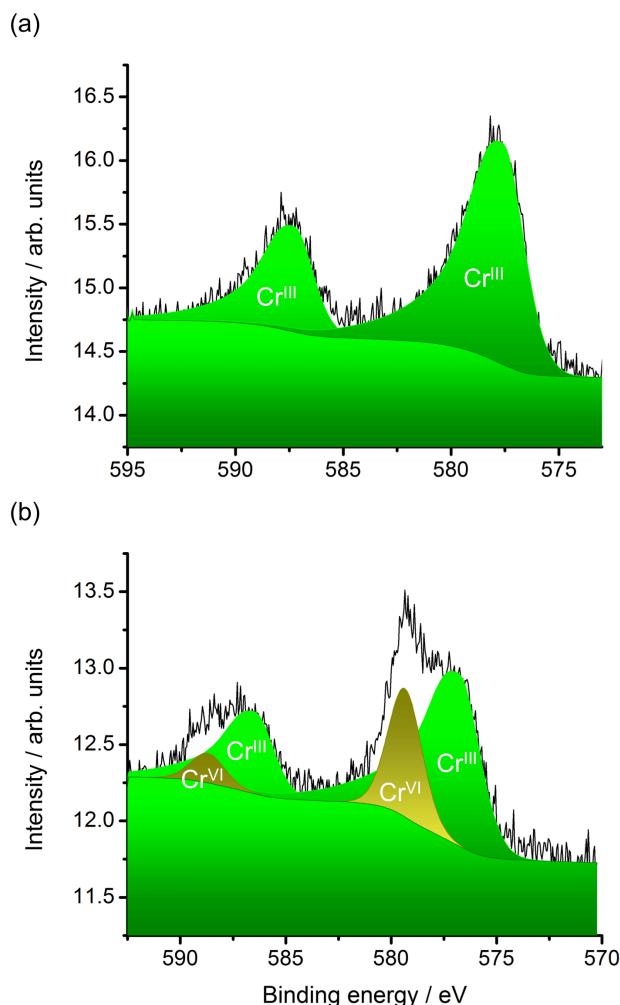 (a)
Intensity / arb. units
16.5
16.0
15.5
15.0
14.5
14.0
Cr^III
Cr^III
595
590
585
580
575
(b)
Intensity / arb. units
13.5
13.0
12.5
12.0
11.5
Cr^III
Cr^VI
Cr^III
Cr^VI
590
585
580
575
570
Binding energy / eV